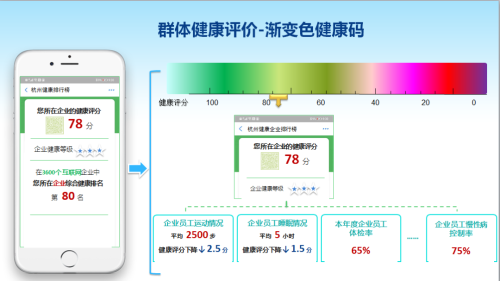 群体健康评价-渐变色健康码
杭州健康排行榜
您所在企业的健康评分
78 分
企业健康等级
在3600个互联网企业中
您所在企业综合健康排名
第 80 名
健康评分 100 80 60 40 20 0
杭州健康企业排行榜
您所在企业的健康评分
78 分
企业健康等级
企业员工运动情况
平均 2500 步
健康评分下降↓2.5 分
企业员工睡眠情况
平均 5 小时
健康评分下降↓1.5 分
本年度企业员工
体检率
65%
……
企业员工慢性病
控制率
75%